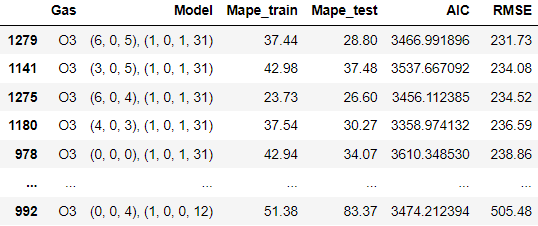 Gas Model Mape_train Mape_test AIC RMSE
1279 O3 (6, 0, 5), (1, 0, 1, 31) 37.44 28.80 3466.991896 231.73
1141 O3 (3, 0, 5), (1, 0, 1, 31) 42.98 37.48 3537.667092 234.08
1275 O3 (6, 0, 4), (1, 0, 1, 31) 23.73 26.60 3456.112385 234.52
1180 O3 (4, 0, 3), (1, 0, 1, 31) 37.54 30.27 3358.974132 236.59
978 O3 (0, 0, 0), (1, 0, 1, 31) 42.94 34.07 3610.348530 238.86
... ... ... ... ... ... ...
992 O3 (0, 0, 4), (1, 0, 0, 12) 51.38 83.37 3474.212394 505.48